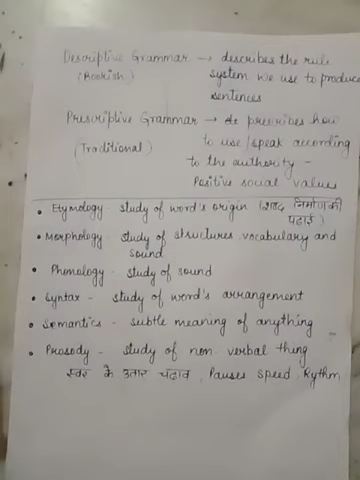 Descriptive Grammar → describes the rule
(Bookish) system we use to produce
sentences
Prescriptive Grammar → de prescribes how
to use/speak according
(Traditional) to the authority –
Positive social values
• Etymology - study of word's origin (शब्द निर्माण की
पढाई)
• Morphology - study of structures, vocabulary and
sound
• Phonology - study of sound
• Syntax - study of word's arrangement
• Semantics - subtle meaning of anything
• Prosody - study of non-verbal thing
स्वर के उतार चढाव, Pauses, Speed, Rythm